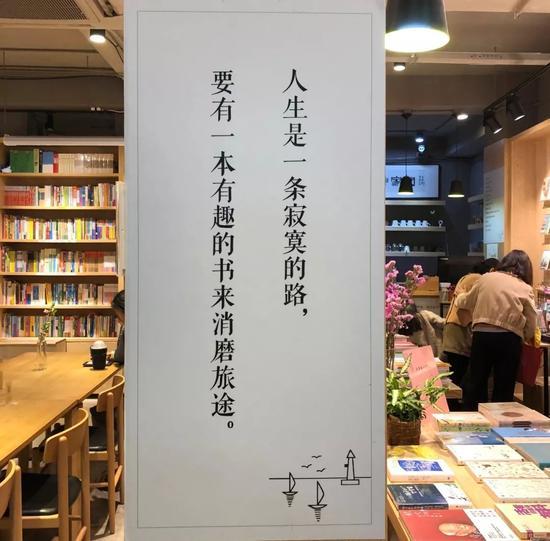 人生是一条寂寞的路，
要有一本有趣的书来消磨旅途。